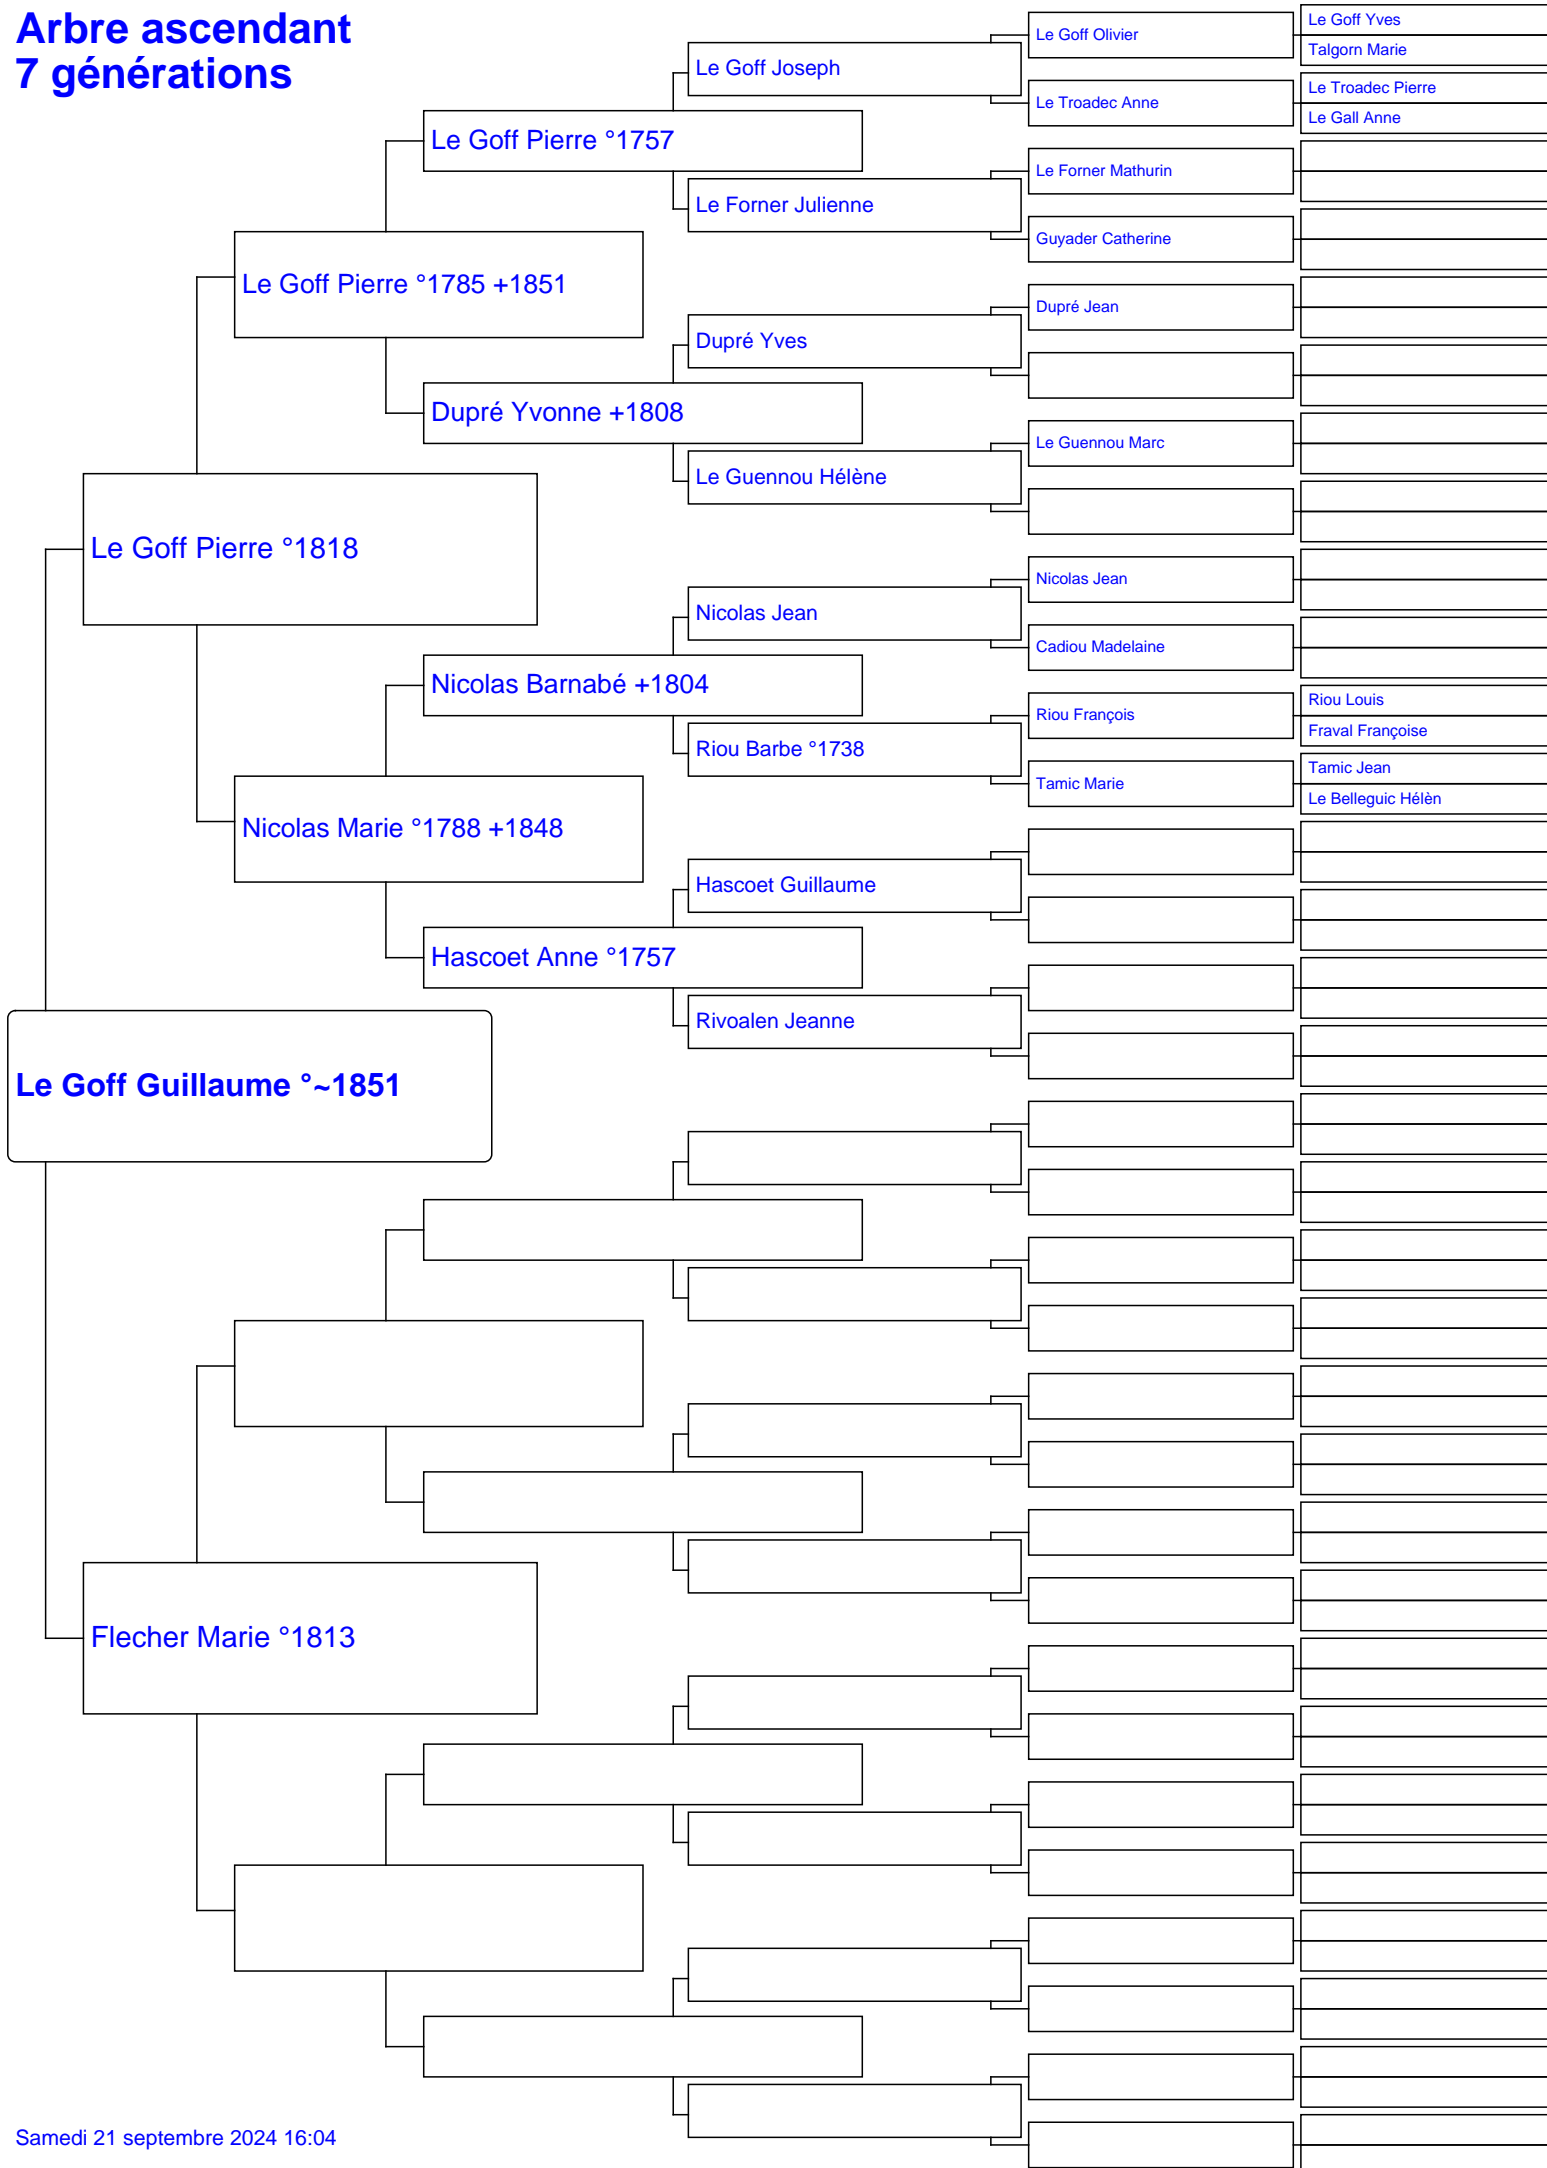 Arbre ascendant
7 générations
Le Goff Yves
Le Goff Olivier
Talgorn Marie
Le Goff Joseph
Le Troadec Pierre
Le Troadec Anne
Le Gall Anne
Le Goff Pierre °1757
Le Forner Mathurin
Le Forner Julienne
Guyader Catherine
Le Goff Pierre °1785 +1851
Dupré Jean
Dupré Yves
Dupré Yvonne +1808
Le Guennou Marc
Le Guennou Hélène
Le Goff Pierre °1818
Nicolas Jean
Nicolas Jean
Cadiou Madelaine
Nicolas Barnabé +1804
Riou Louis
Riou François
Fraval Françoise
Riou Barbe °1738
Tamic Jean
Tamic Marie
Le Belleguic Hélèn
Nicolas Marie °1788 +1848
Hascoet Guillaume
Hascoet Anne °1757
Rivoalen Jeanne
Le Goff Guillaume °~1851
Flecher Marie °1813
Samedi 21 septembre 2024 16:04